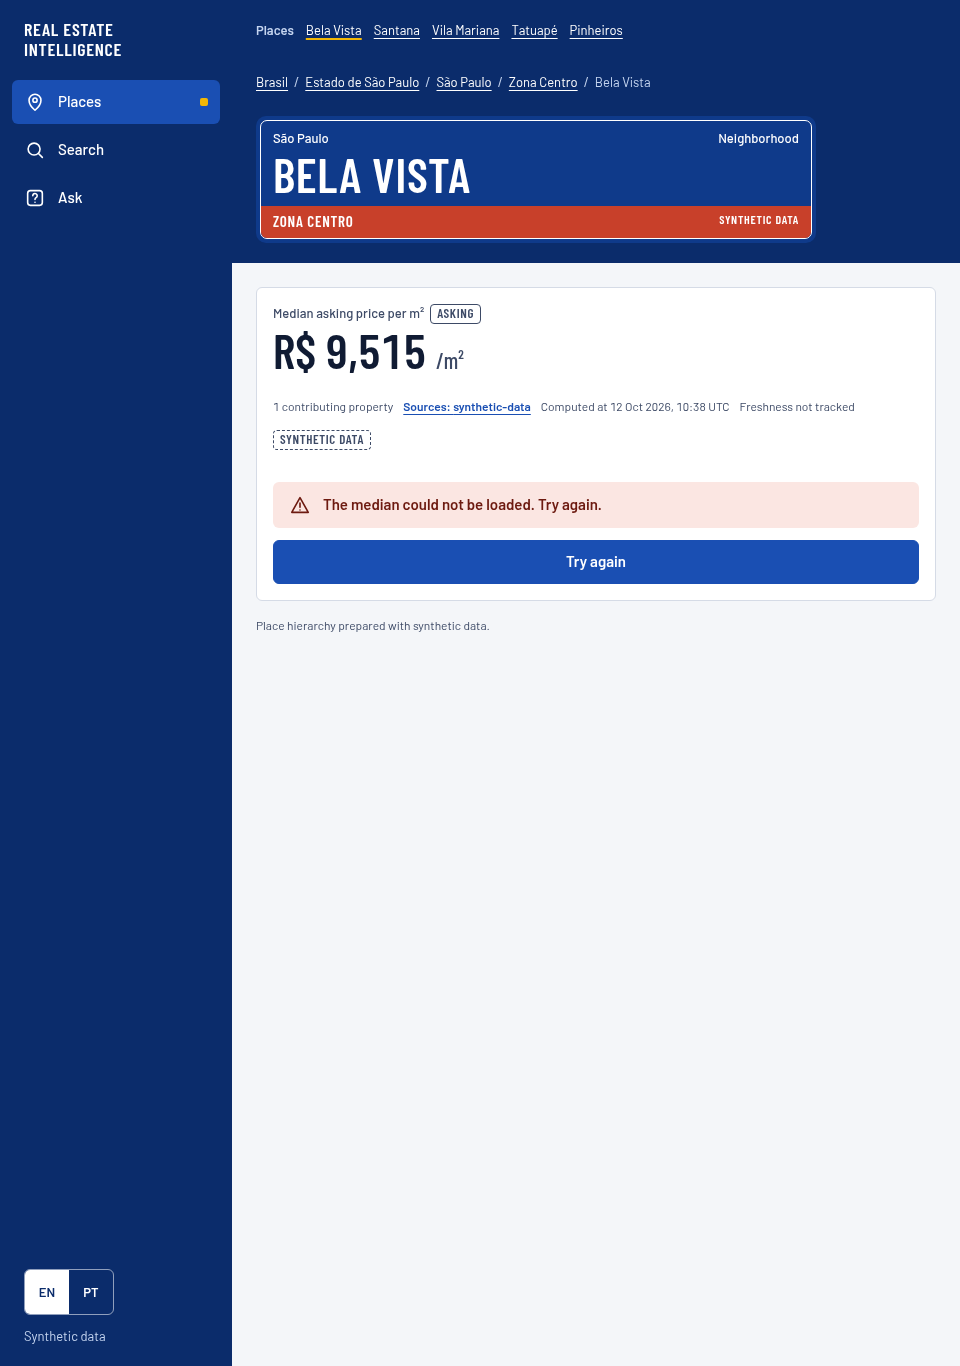 REAL ESTATE
INTELLIGENCE
Places
Search
Ask
Places Bela Vista Santana Vila Mariana Tatuapé Pinheiros
Brasil / Estado de São Paulo / São Paulo / Zona Centro / Bela Vista
São Paulo Neighborhood
BELA VISTA
ZONA CENTRO SYNTHETIC DATA
Median asking price per m² ASKING
R$ 9,515 /m²
1 contributing property Sources: synthetic-data Computed at 12 Oct 2026, 10:38 UTC Freshness not tracked
SYNTHETIC DATA
The median could not be loaded. Try again.
Try again
Place hierarchy prepared with synthetic data.
EN PT
Synthetic data